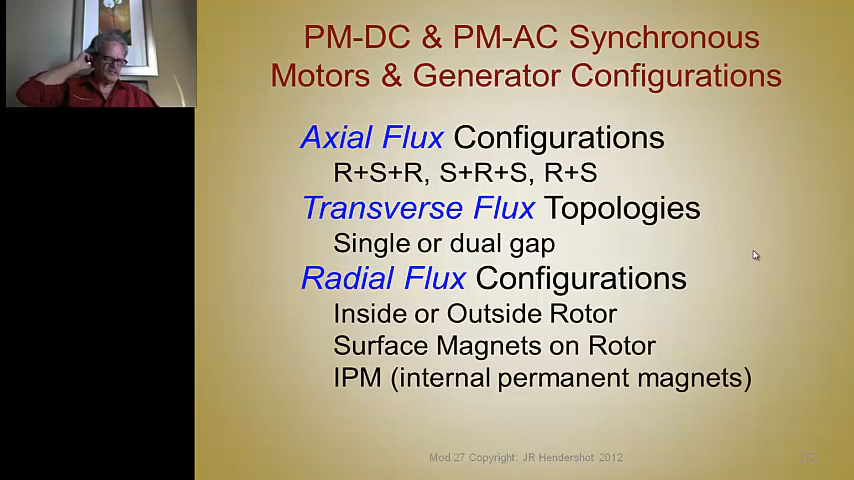 PM-DC & PM-AC Synchronous
Motors & Generator Configurations
Axial Flux Configurations
R+S+R, S+R+S, R+S
Transverse Flux Topologies
Single or dual gap
Radial Flux Configurations
Inside or Outside Rotor
Surface Magnets on Rotor
IPM (internal permanent magnets)
Mod 27 Copyright: JR Hendershot 2012